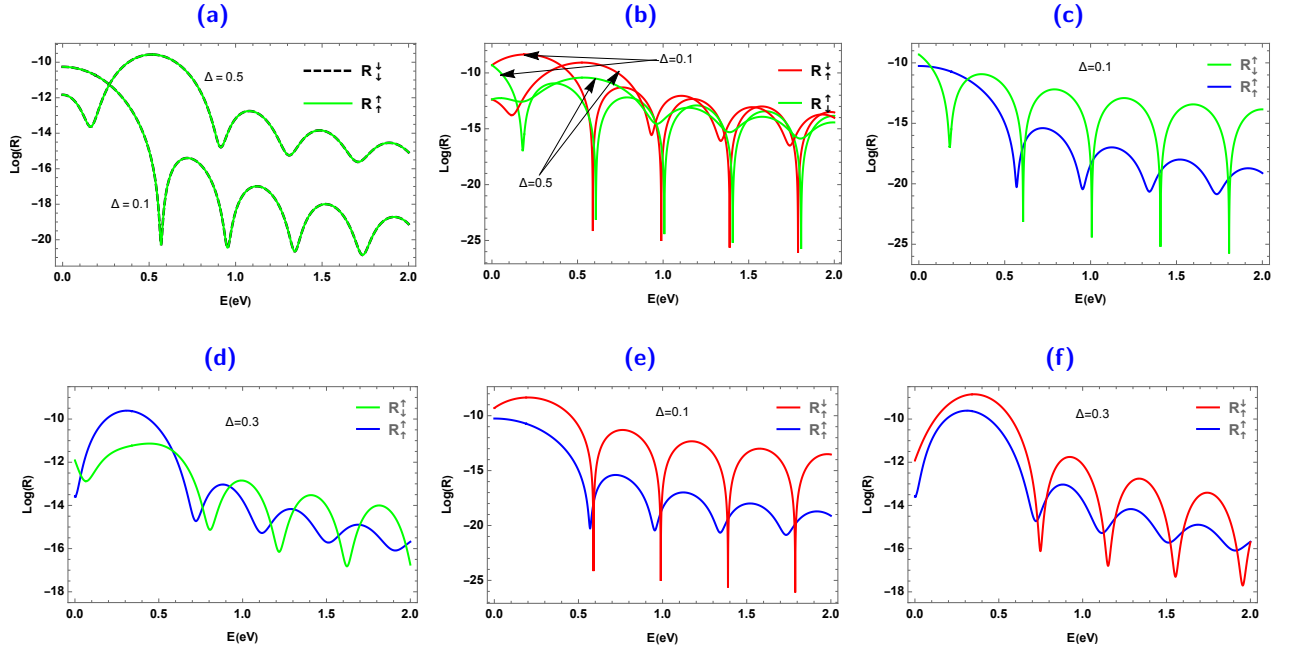 (a)
−10
−12
−14
−16
−18
−20
Log(R)
0.0 0.5 1.0 1.5 2.0
E(eV)
Δ = 0.5
Δ = 0.1
R↓↓
R↑↑
(b)
−10
−15
−20
−25
Log(R)
0.0 0.5 1.0 1.5 2.0
E(eV)
Δ=0.1
Δ=0.5
R↑↓
R↓↑
(c)
−10
−15
−20
−25
Log(R)
0.0 0.5 1.0 1.5 2.0
E(eV)
Δ=0.1
R↓↑
R↑↑
(d)
−10
−12
−14
−16
−18
Log(R)
0.0 0.5 1.0 1.5 2.0
E(eV)
Δ=0.3
R↓↑
R↑↑
(e)
−5
−10
−15
−20
−25
Log(R)
0.0 0.5 1.0 1.5 2.0
E(eV)
Δ=0.1
R↑↓
R↑↑
(f)
−8
−10
−12
−14
−16
−18
Log(R)
0.0 0.5 1.0 1.5 2.0
E(eV)
Δ=0.3
R↑↓
R↑↑